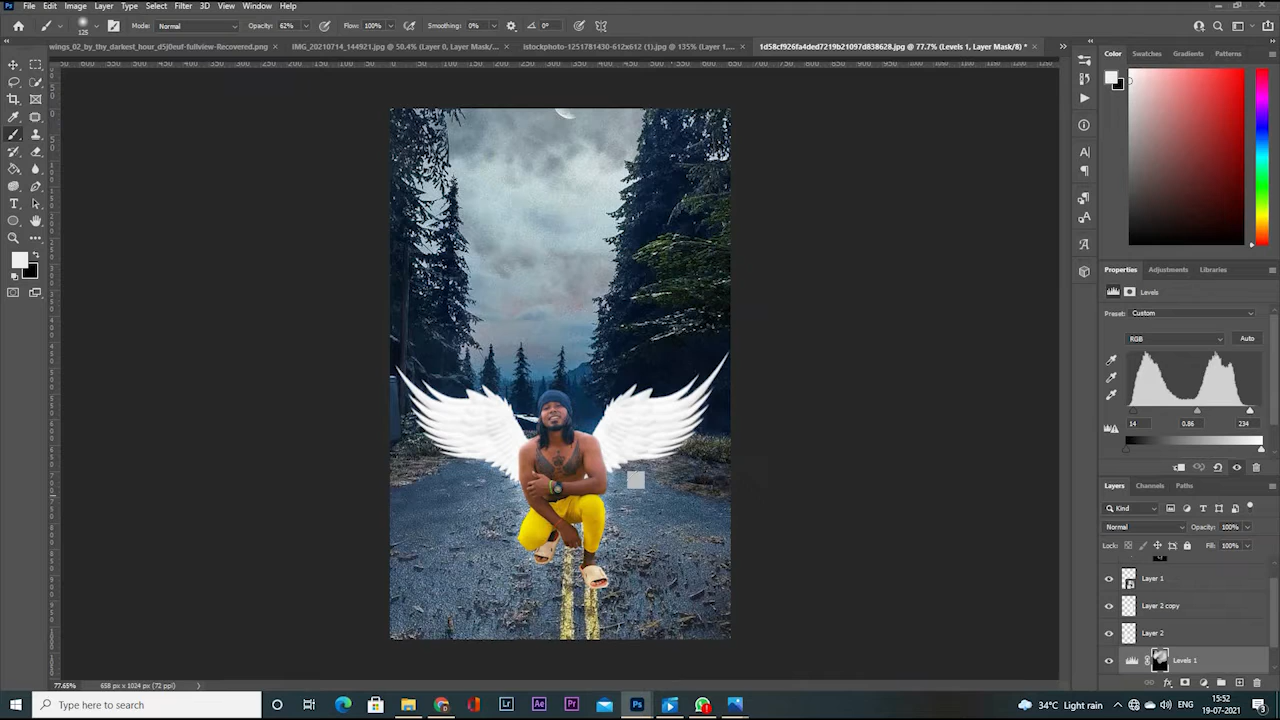 File Edit Image Layer Type Select Filter 3D View Window Help
125 Mode: Normal Opacity: 62% Flow: 100% Smoothing: 0% 0°
wings_02_by_thy_darkest_hour_d5j0euf-fullview-Recovered.png × IMG_20210714_144921.jpg @ 50.4% (Layer 0, Layer Mask/... × istockphoto-1251781430-612x612 (1).jpg @ 135% (Layer 1,... × 1d58cf926fa4ded7219b21097d838628.jpg @ 77.7% (Levels 1, Layer Mask/8) * ×
Color Swatches Gradients Patterns
Properties Adjustments Libraries
Levels
Preset: Custom
RGB Auto
14 0.86 234
Layers Channels Paths
Kind
Normal Opacity: 100%
Lock: Fill: 100%
Layer 1
Layer 2 copy
Layer 2
Levels 1
77.65% 658 px x 1024 px (72 ppi)
Type here to search
34°C Light rain ENG
15:52
19-07-2021